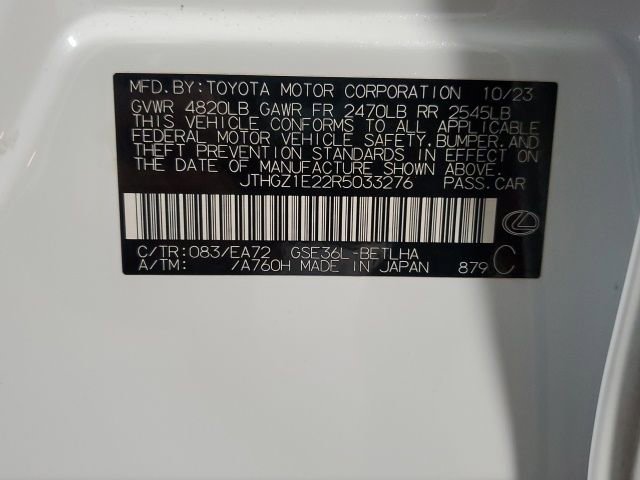 MFD.BY:TOYOTA MOTOR CORPORATION 10/23
GVWR 4820LB GAWR FR 2470LB RR 2545LB
THIS VEHICLE CONFORMS TO ALL APPLICABLE
FEDERAL MOTOR VEHICLE SAFETY,BUMPER,AND
THEFT PREVENTION STANDARDS IN EFFECT ON
THE DATE OF MANUFACTURE SHOWN ABOVE.
JTHGZ1E22R5033276 PASS.CAR
C/TR:083/EA72 GSE36L-BETLHA
A/TM: /A760H MADE IN JAPAN 879 C